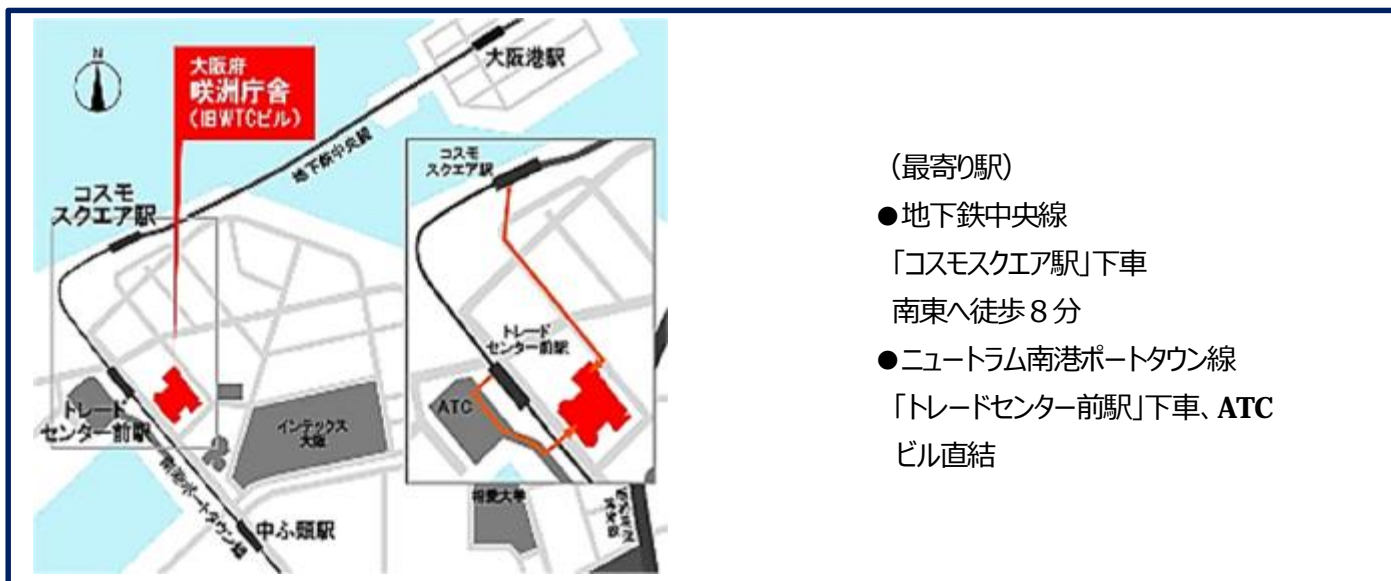 N
大阪府
咲洲庁舎
(旧WTCビル)
大阪港駅
地下鉄中央線
コスモ
スクエア駅
コスモ
スクエア駅
トレード
センター前駅
ATC
トレード
センター前駅
インテックス
大阪
相愛大学
南港ポートタウン線
中ふ頭駅
(最寄り駅)
●地下鉄中央線
「コスモスクエア駅」下車
南東へ徒歩８分
●ニュートラム南港ポートタウン線
「トレードセンター前駅」下車、ATC
ビル直結